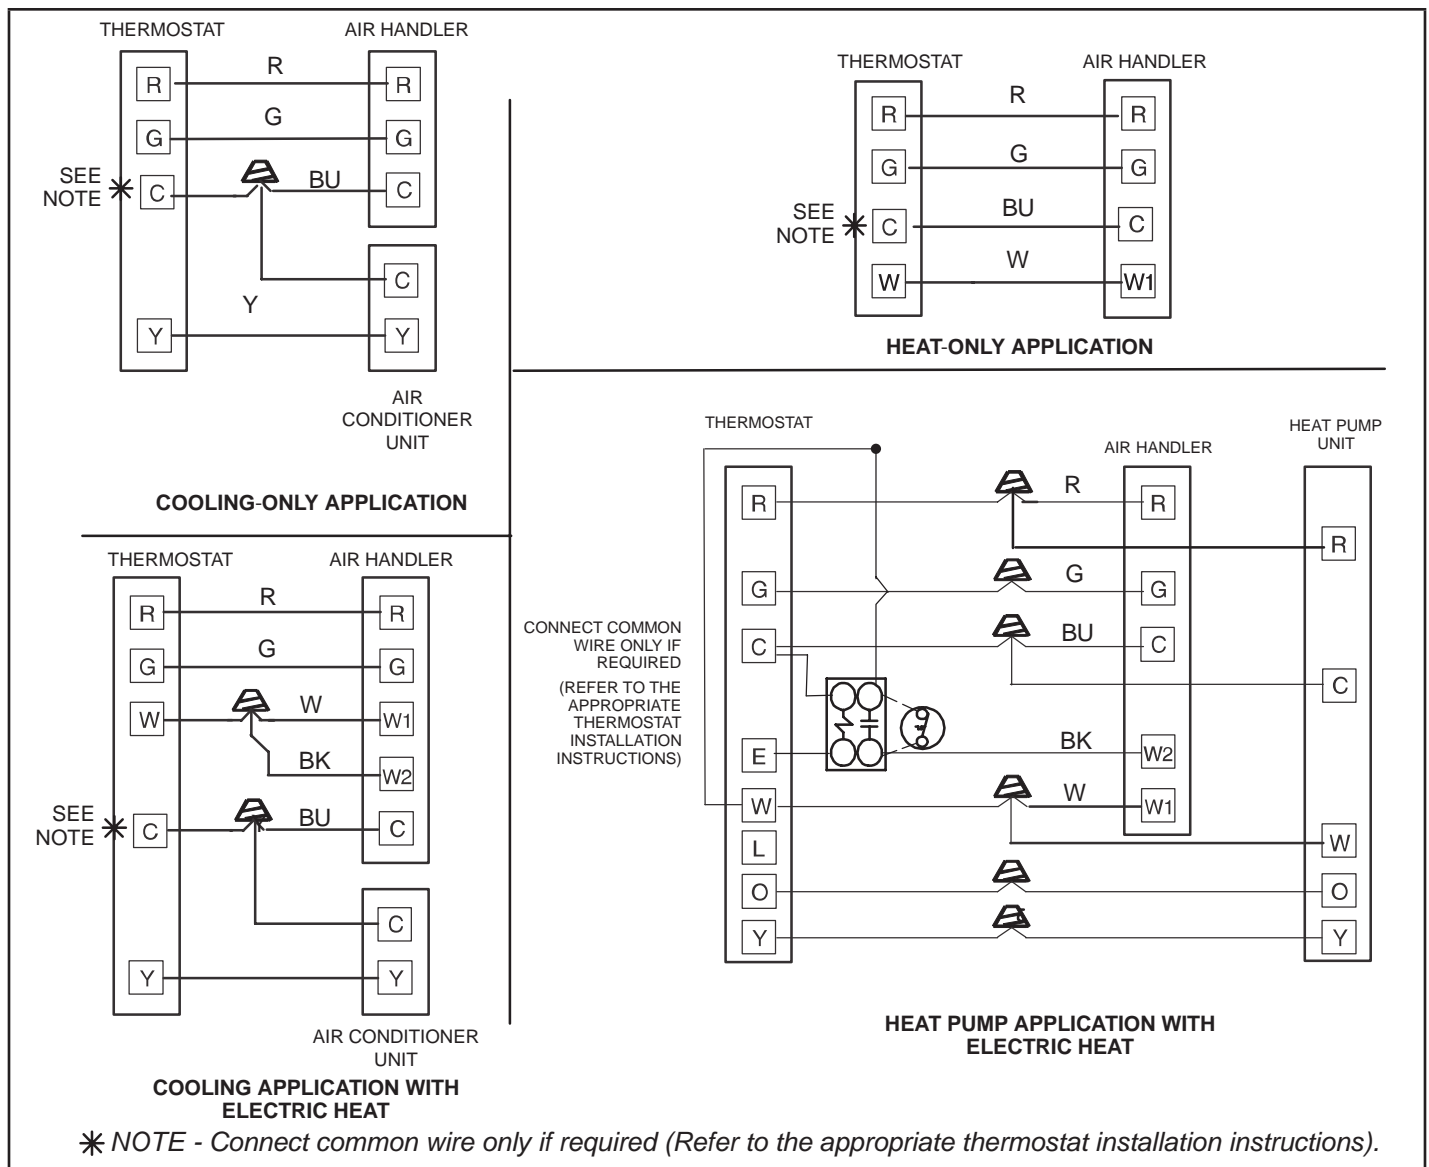 THERMOSTAT AIR HANDLER
R R R
G G G
SEE
NOTE * C BU C
C
Y
Y Y
AIR
CONDITIONER
UNIT
COOLING-ONLY APPLICATION
THERMOSTAT AIR HANDLER
R R R
G G G
SEE
NOTE * C BU C
W W W1
HEAT-ONLY APPLICATION
THERMOSTAT AIR HANDLER
R R R
G G G
W W W1
BK W2
SEE
NOTE * C BU C
C
Y Y
AIR CONDITIONER
UNIT
COOLING APPLICATION WITH
ELECTRIC HEAT
THERMOSTAT
AIR HANDLER
HEAT PUMP
UNIT
R R R
R
G G G
CONNECT COMMON
WIRE ONLY IF
REQUIRED
(REFER TO THE
APPROPRIATE
THERMOSTAT
INSTALLATION
INSTRUCTIONS)
C BU C
C
E BK W2
W W W1
L W
O O
Y Y
HEAT PUMP APPLICATION WITH
ELECTRIC HEAT
* NOTE - Connect common wire only if required (Refer to the appropriate thermostat installation instructions).